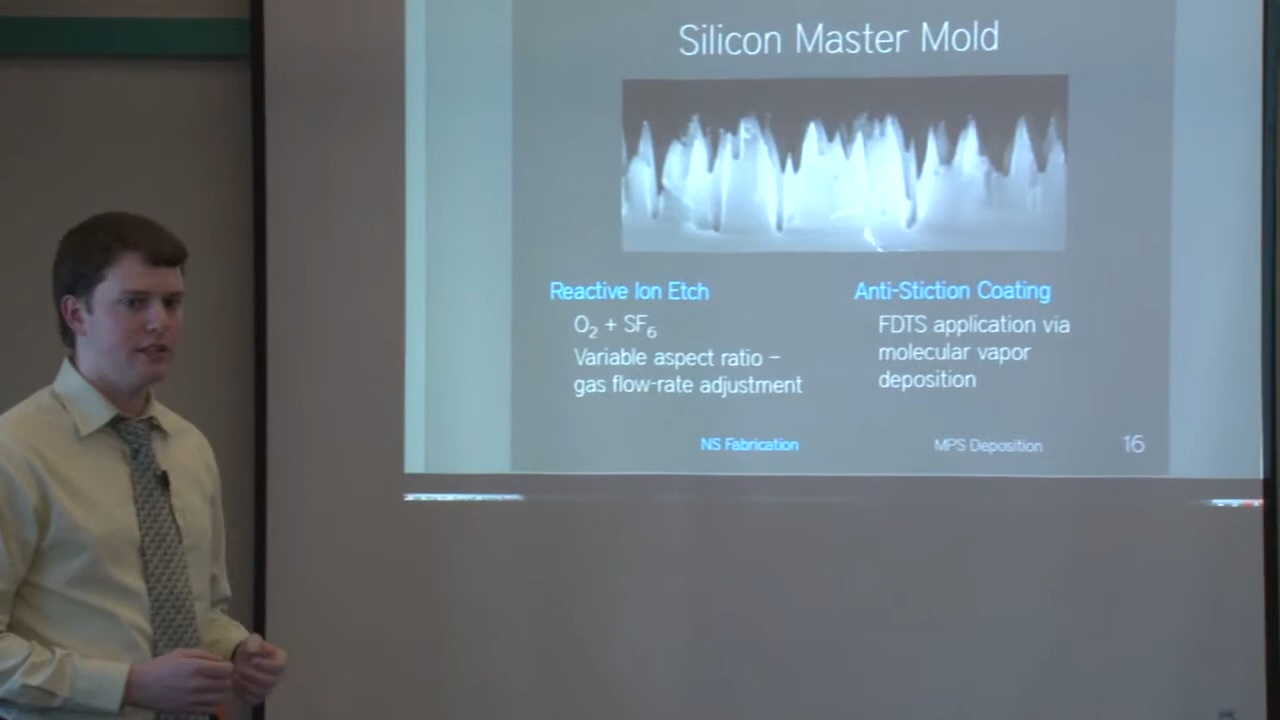 Silicon Master Mold
Reactive Ion Etch
O₂ + SF₆
Variable aspect ratio –
gas flow-rate adjustment
Anti-Stiction Coating
FDTS application via
molecular vapor
deposition
NS Fabrication
MPS Deposition
16